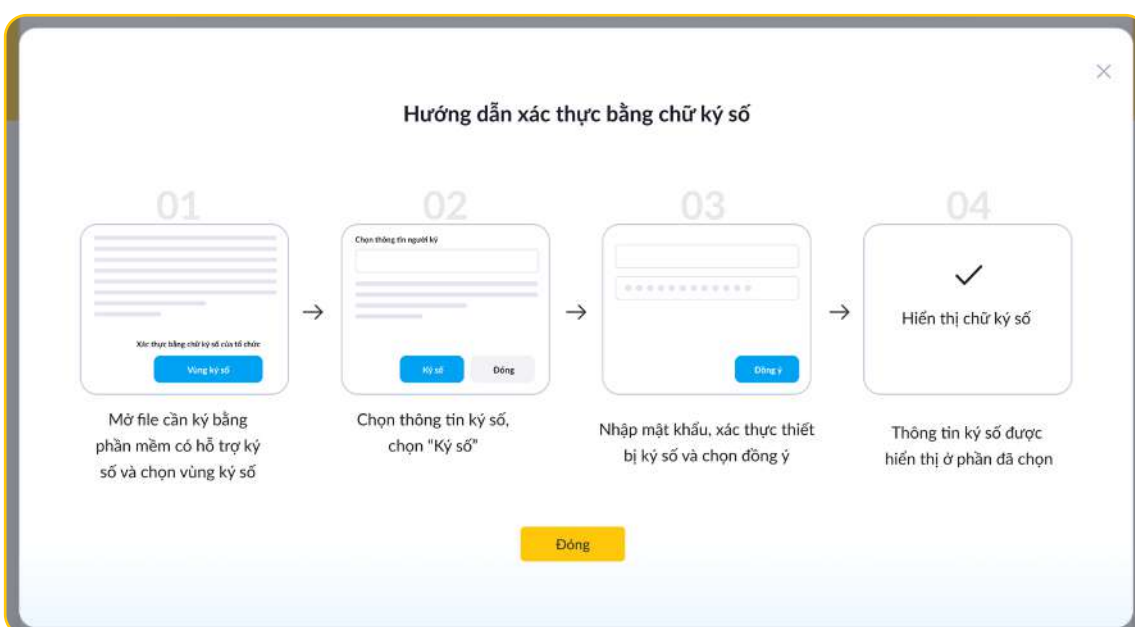 Hướng dẫn xác thực bằng chữ ký số
01
Xác thực bằng chữ ký số của tổ chức
Vùng ký số
Mở file cần ký bằng
phần mềm có hỗ trợ ký
số và chọn vùng ký số
02
Chọn thông tin người ký
Ký số
Đóng
Chọn thông tin ký số,
chọn “Ký số”
03
Đồng ý
Nhập mật khẩu, xác thực thiết
bị ký số và chọn đồng ý
04
Hiển thị chữ ký số
Thông tin ký số được
hiển thị ở phần đã chọn
Đóng